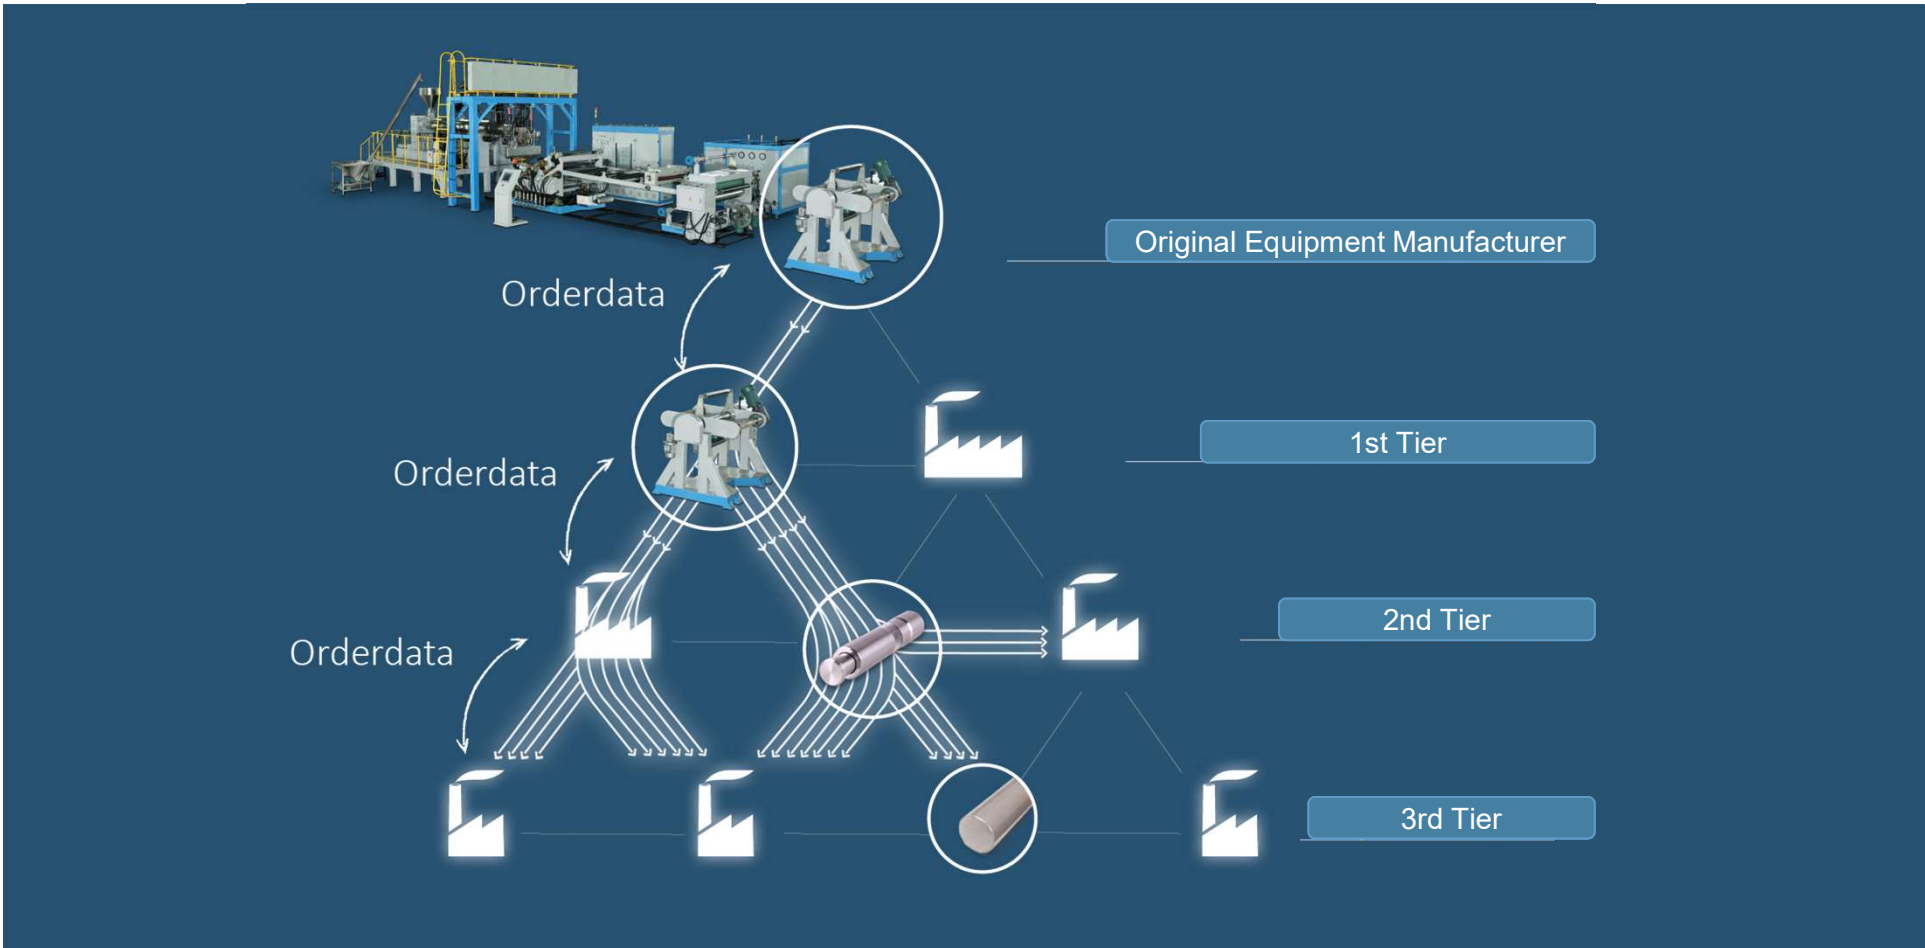 Original Equipment Manufacturer
Orderdata
1st Tier
Orderdata
2nd Tier
Orderdata
3rd Tier